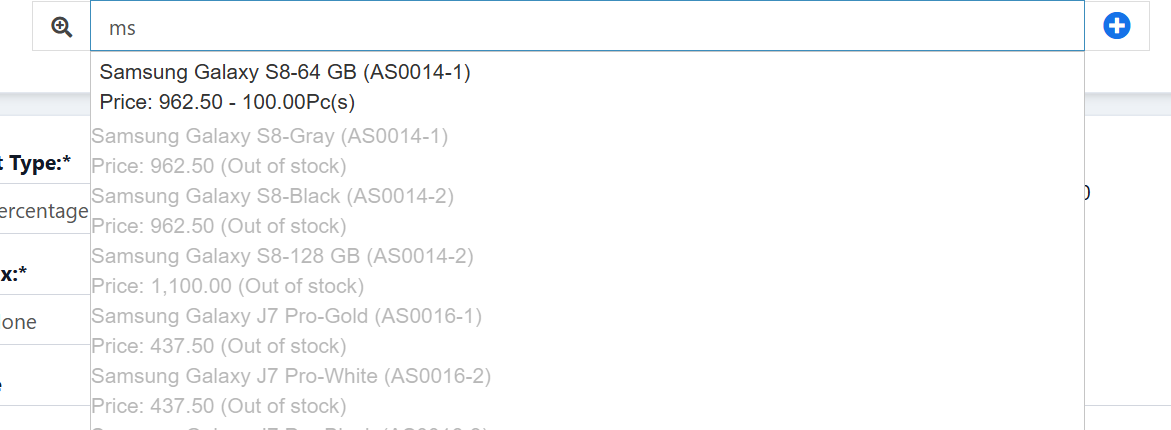 ms
Samsung Galaxy S8-64 GB (AS0014-1)
Price: 962.50 - 100.00Pc(s)
Samsung Galaxy S8-Gray (AS0014-1)
Price: 962.50 (Out of stock)
Samsung Galaxy S8-Black (AS0014-2)
Price: 962.50 (Out of stock)
Samsung Galaxy S8-128 GB (AS0014-2)
Price: 1,100.00 (Out of stock)
Samsung Galaxy J7 Pro-Gold (AS0016-1)
Price: 437.50 (Out of stock)
Samsung Galaxy J7 Pro-White (AS0016-2)
Price: 437.50 (Out of stock)
t Type:*
ercentage
x:*
one